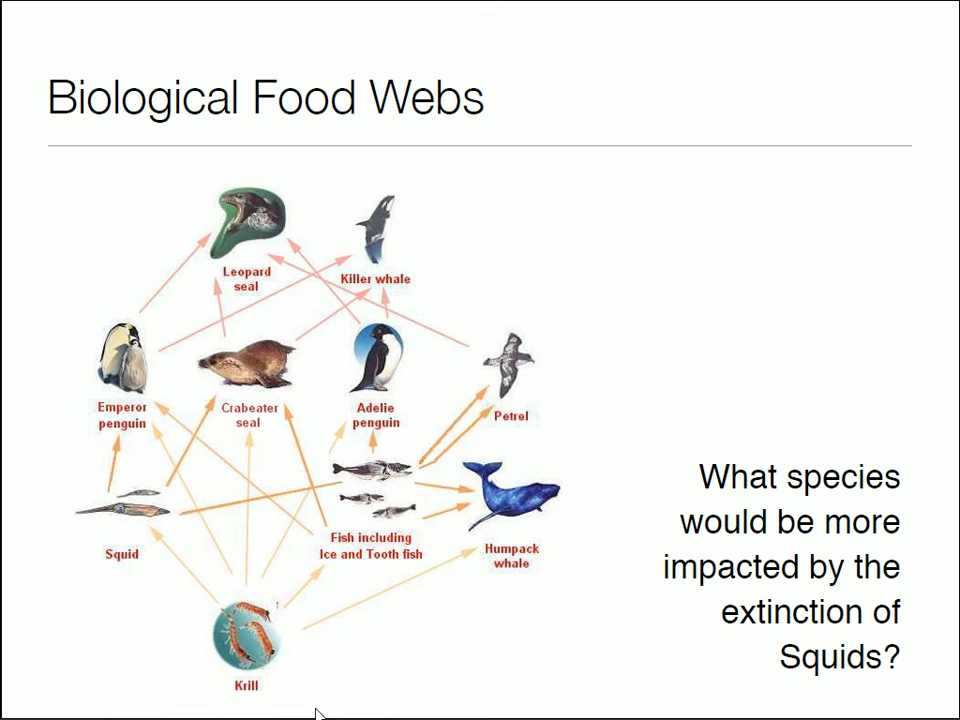 Biological Food Webs
Leopard
seal
Killer whale
Emperor
penguin
Crabeater
seal
Adelie
penguin
Petrel
Squid
Fish including
Ice and Tooth fish
Humpack
whale
Krill
What species
would be more
impacted by the
extinction of
Squids?